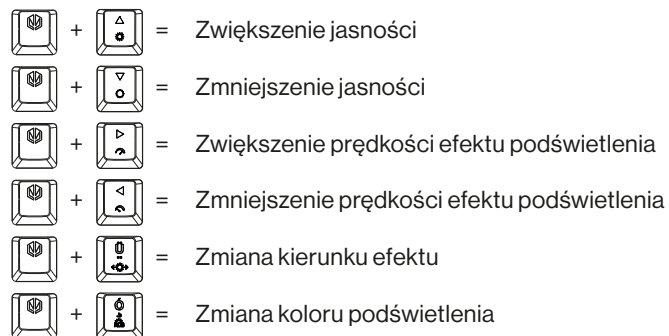 + = Zwiększenie jasności
+ = Zmniejszenie jasności
+ = Zwiększenie prędkości efektu podświetlenia
+ = Zmniejszenie prędkości efektu podświetlenia
+ = Zmiana kierunku efektu
+ = Zmiana koloru podświetlenia